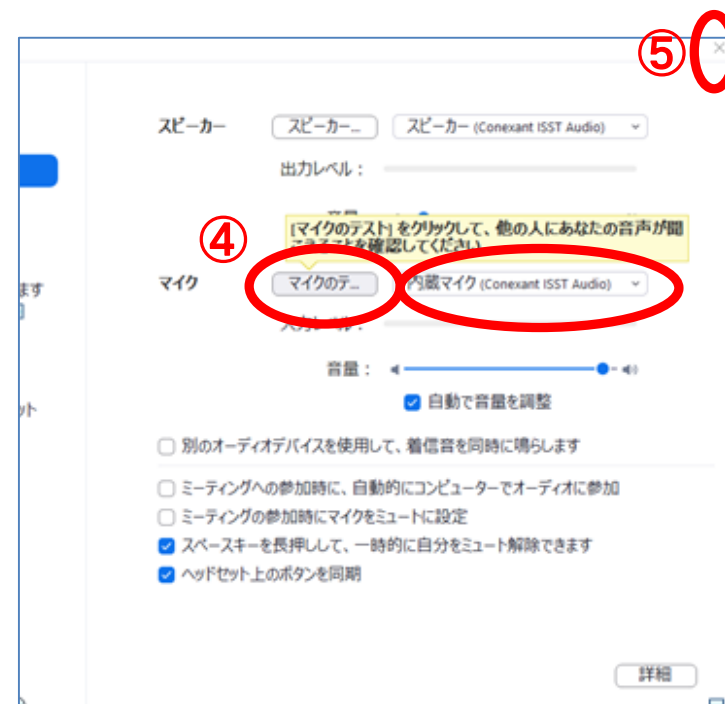 ⑤
スピーカー
スピーカー...
スピーカー (Conexant ISST Audio)
出力レベル：
④
[マイクのテスト] をクリックして、他の人にあなたの音声が聞
こえることを確認してください
ます
マイク
マイクのテ...
内蔵マイク (Conexant ISST Audio)
音量：
自動で音量を調整
ット
別のオーディオデバイスを使用して、着信音を同時に鳴らします
ミーティングへの参加時に、自動的にコンピューターでオーディオに参加
ミーティングの参加時にマイクをミュートに設定
スペースキーを長押しして、一時的に自分をミュート解除できます
ヘッドセット上のボタンを同期
詳細